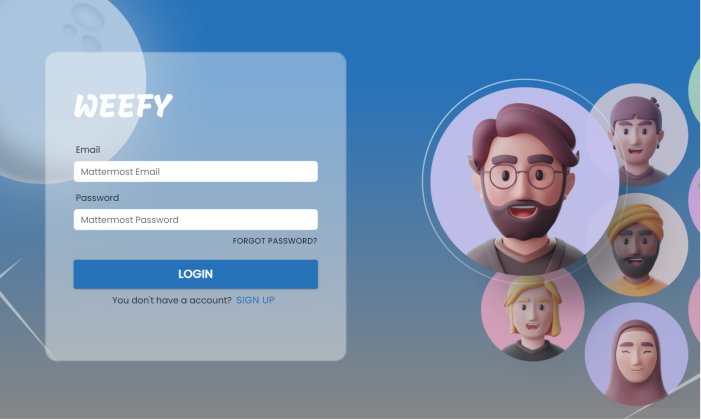 WEEFY
Email
Mattermost Email
Password
Mattermost Password
FORGOT PASSWORD?
LOGIN
You don't have a account? SIGN UP